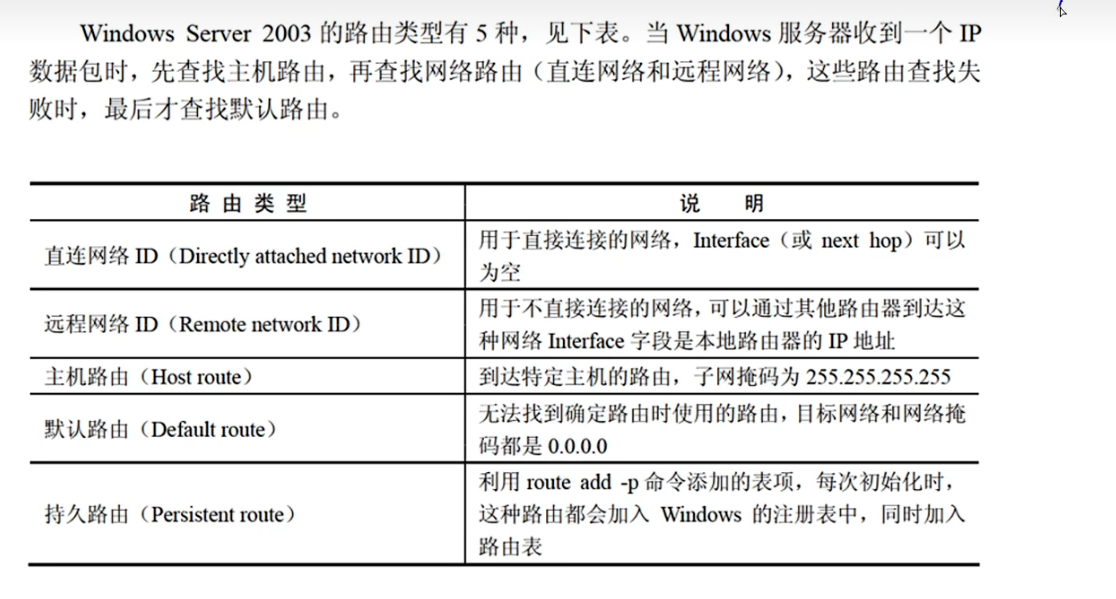 Windows Server 2003 的路由类型有 5 种，见下表。当 Windows 服务器收到一个 IP
数据包时，先查找主机路由，再查找网络路由（直连网络和远程网络），这些路由查找失
败时，最后才查找默认路由。
路 由 类 型
说 明
直连网络 ID（Directly attached network ID）
用于直接连接的网络，Interface（或 next hop）可以
为空
远程网络 ID（Remote network ID）
用于不直接连接的网络，可以通过其他路由器到达这
种网络 Interface 字段是本地路由器的 IP 地址
主机路由（Host route）
到达特定主机的路由，子网掩码为 255.255.255.255
默认路由（Default route）
无法找到确定路由时使用的路由，目标网络和网络掩
码都是 0.0.0.0
持久路由（Persistent route）
利用 route add -p 命令添加的表项，每次初始化时，
这种路由都会加入 Windows 的注册表中，同时加入
路由表